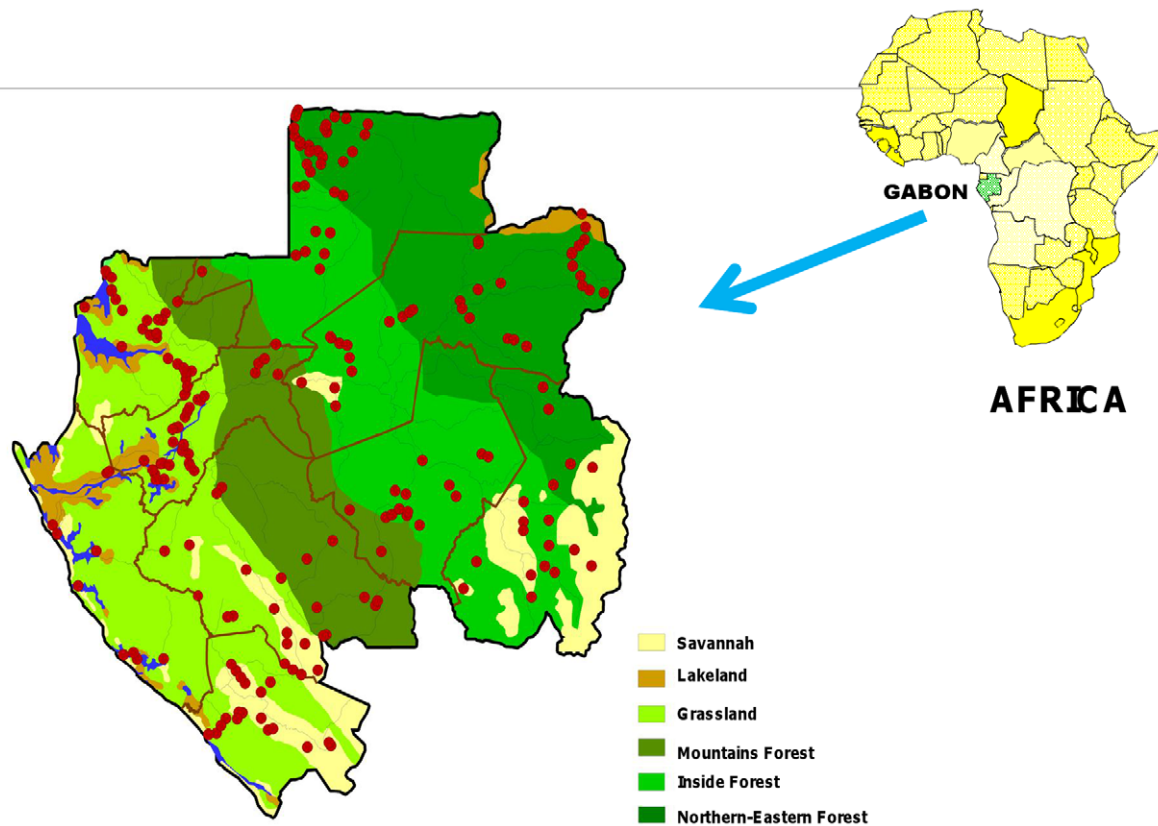 GABON
AFRICA
Savannah
Lakeland
Grassland
Mountains Forest
Inside Forest
Northern-Eastern Forest